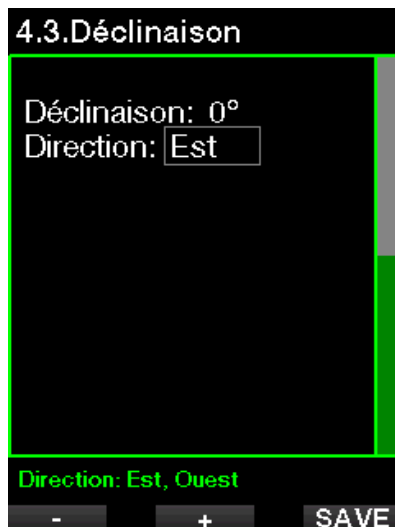 4.3.Déclinaison
Déclinaison: 0°
Direction: Est
Direction: Est, Ouest
- + SAVE